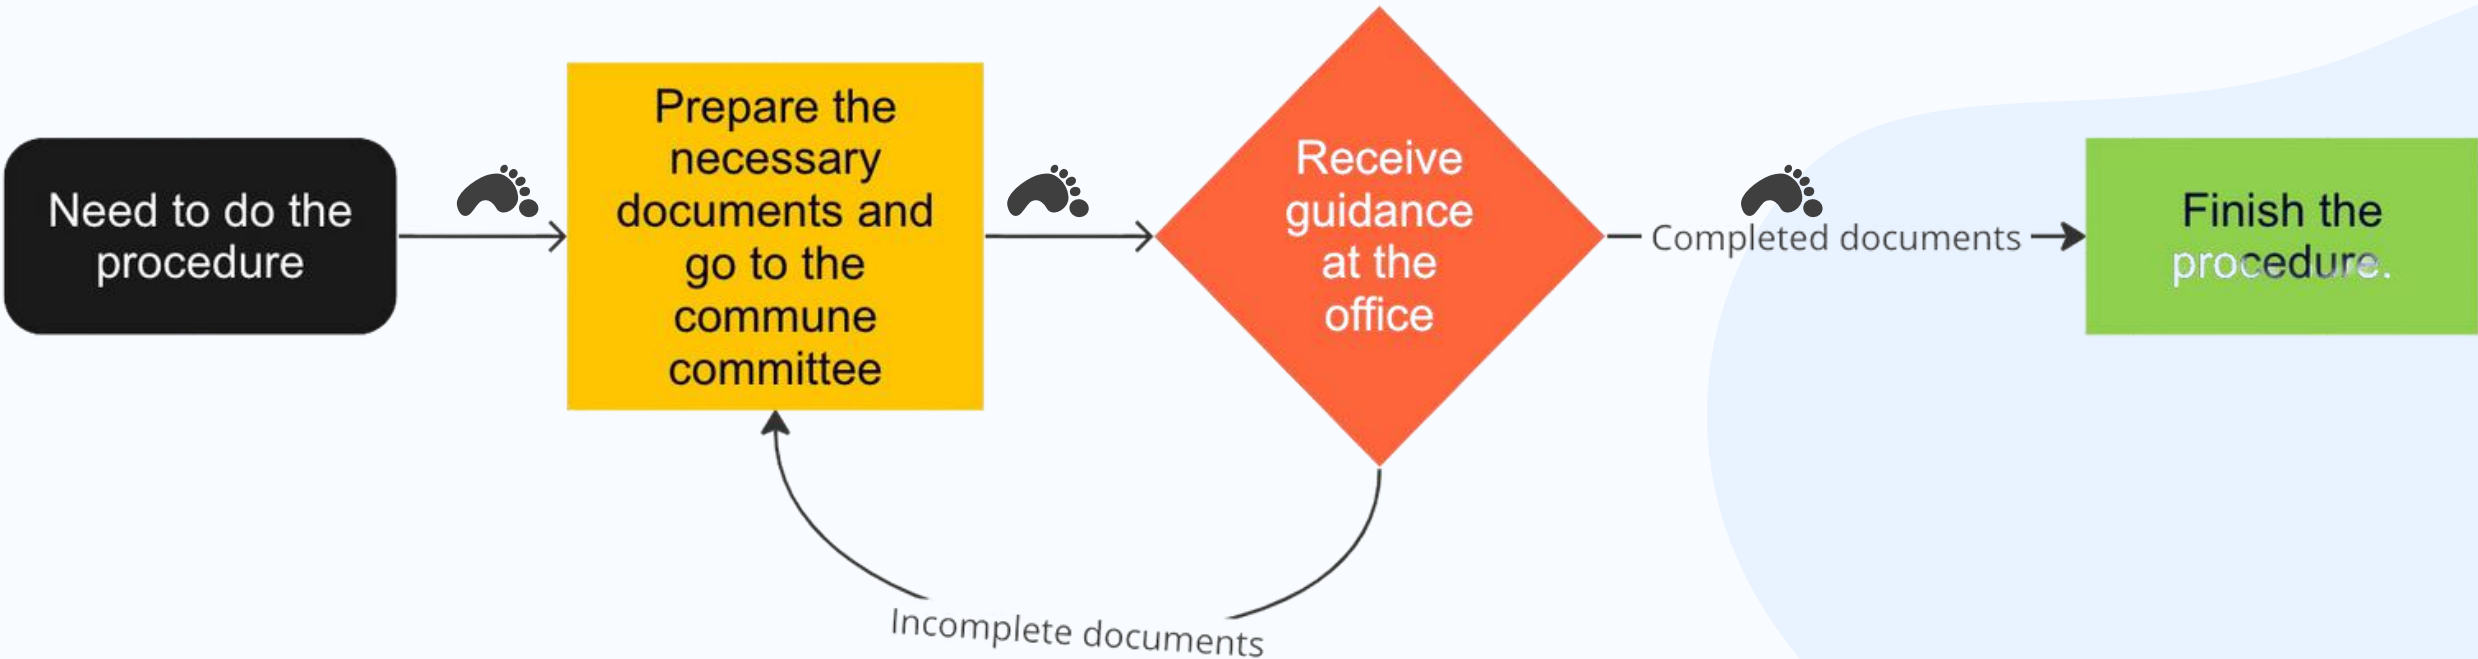 Need to do the
procedure
Prepare the
necessary
documents and
go to the
commune
committee
Receive
guidance
at the
office
Completed documents
Finish the
procedure.
Incomplete documents